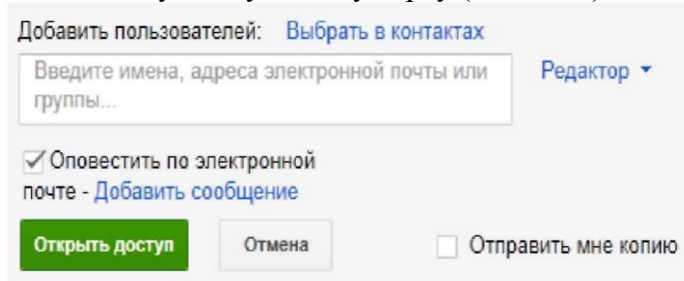 Добавить пользователей: Выбрать в контактах
Введите имена, адреса электронной почты или
группы...
Редактор
Оповестить по электронной
почте - Добавить сообщение
Открыть доступ Отмена Отправить мне копию